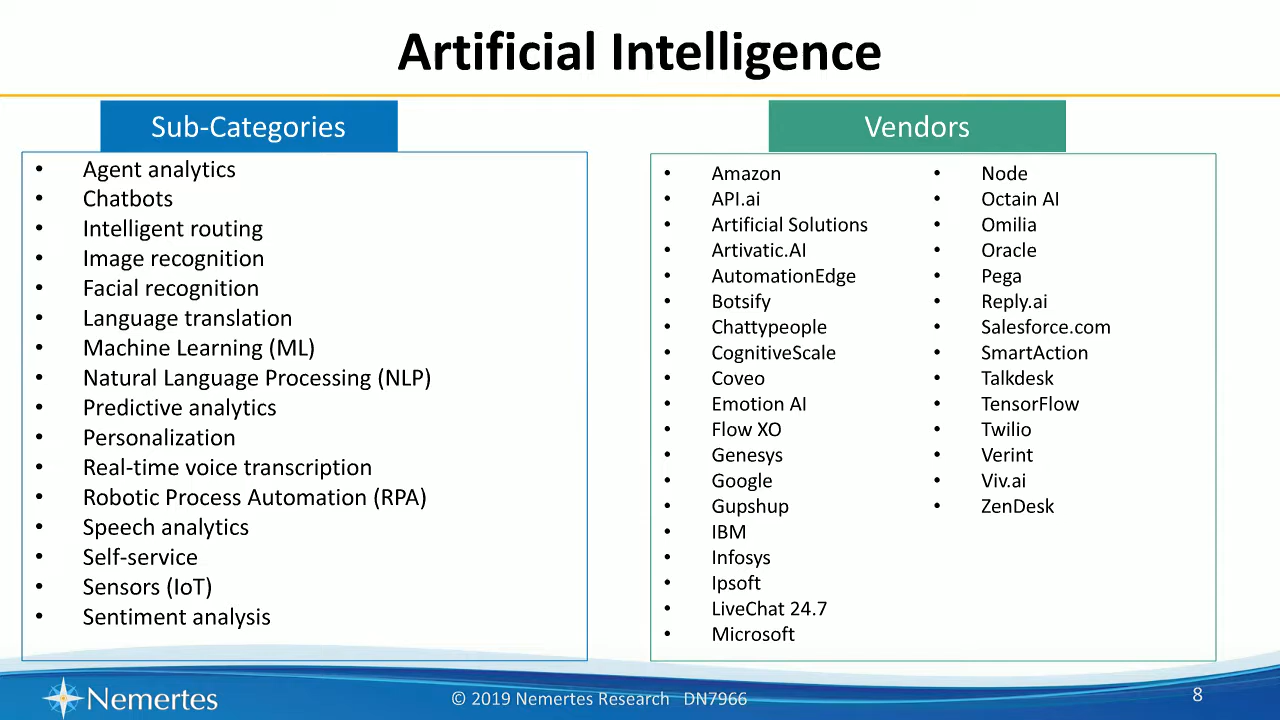 Artificial Intelligence
Sub-Categories
• Agent analytics
• Chatbots
• Intelligent routing
• Image recognition
• Facial recognition
• Language translation
• Machine Learning (ML)
• Natural Language Processing (NLP)
• Predictive analytics
• Personalization
• Real-time voice transcription
• Robotic Process Automation (RPA)
• Speech analytics
• Self-service
• Sensors (IoT)
• Sentiment analysis
Vendors
• Amazon
• API.ai
• Artificial Solutions
• Artivatic.AI
• AutomationEdge
• Botsify
• Chattypeople
• CognitiveScale
• Coveo
• Emotion AI
• Flow XO
• Genesys
• Google
• Gupshup
• IBM
• Infosys
• Ipsoft
• LiveChat 24.7
• Microsoft
• Node
• Octain AI
• Omilia
• Oracle
• Pega
• Reply.ai
• Salesforce.com
• SmartAction
• Talkdesk
• TensorFlow
• Twilio
• Verint
• Viv.ai
• ZenDesk
Nemertes
© 2019 Nemertes Research DN7966
8